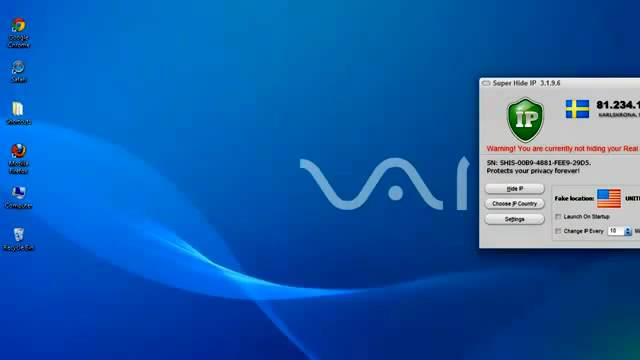 Google
Chrome
Safari
Shortcuts
Mozilla
Firefox
Computer
Recycle Bin
VAI
Super Hide IP 3.1.9.6
IP
81.234.1
KARLSKRONA,
Warning! You are currently not hiding your Real
SN: SHIS-00B9-4881-FEE9-29D5.
Protects your privacy forever!
Hide IP
Choose IP Country
Settings
Fake location:
UNIT
Launch On Startup
Change IP Every 10 Mi